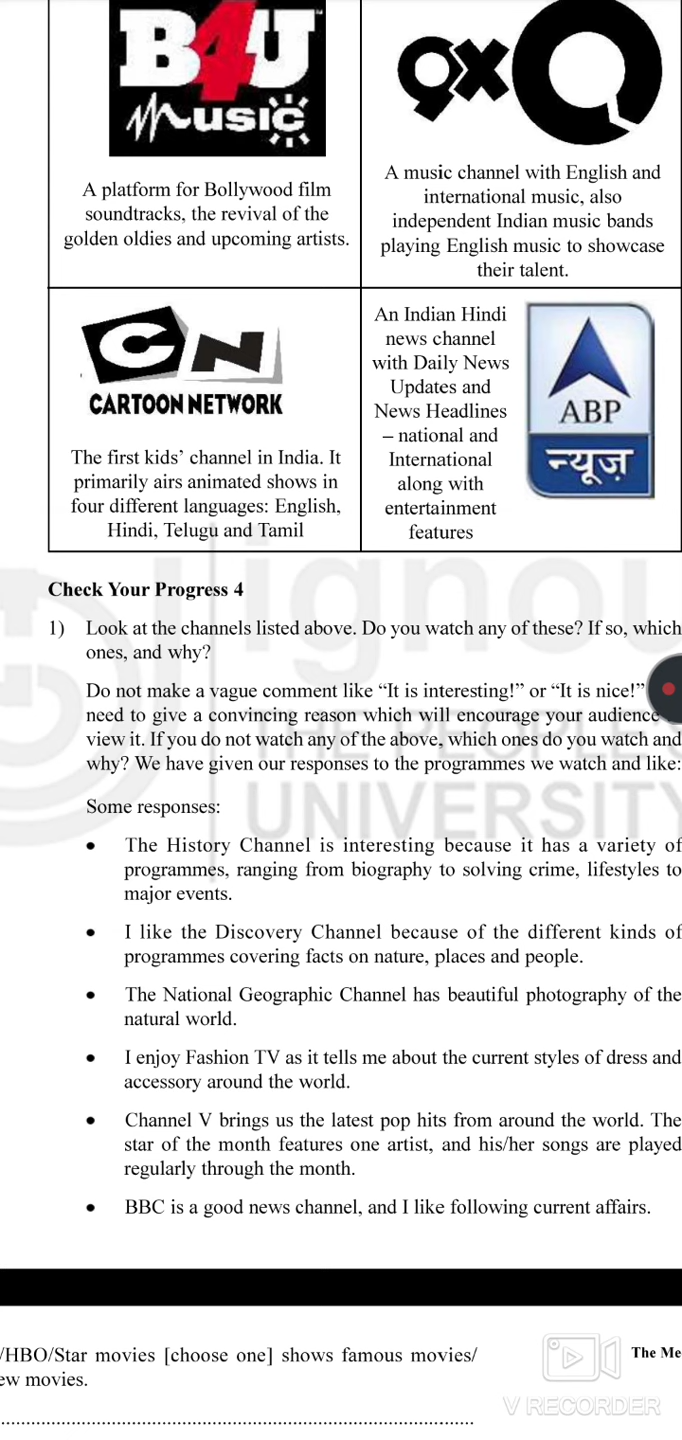 B4U
Music
9XQ
A platform for Bollywood film
soundtracks, the revival of the
golden oldies and upcoming artists.
A music channel with English and
international music, also
independent Indian music bands
playing English music to showcase
their talent.
CN
CARTOON NETWORK
The first kids’ channel in India. It
primarily airs animated shows in
four different languages: English,
Hindi, Telugu and Tamil
An Indian Hindi
news channel
with Daily News
Updates and
News Headlines
– national and
International
along with
entertainment
features
ABP
न्यूज़
ignou
THE PEOPLE'S
UNIVERSITY
Check Your Progress 4
1) Look at the channels listed above. Do you watch any of these? If so, which
ones, and why?
Do not make a vague comment like “It is interesting!” or “It is nice!”
need to give a convincing reason which will encourage your audience
view it. If you do not watch any of the above, which ones do you watch and
why? We have given our responses to the programmes we watch and like:
Some responses:
• The History Channel is interesting because it has a variety of
programmes, ranging from biography to solving crime, lifestyles to
major events.
• I like the Discovery Channel because of the different kinds of
programmes covering facts on nature, places and people.
• The National Geographic Channel has beautiful photography of the
natural world.
• I enjoy Fashion TV as it tells me about the current styles of dress and
accessory around the world.
• Channel V brings us the latest pop hits from around the world. The
star of the month features one artist, and his/her songs are played
regularly through the month.
• BBC is a good news channel, and I like following current affairs.
/HBO/Star movies [choose one] shows famous movies/
ew movies.
The Me
V RECORDER